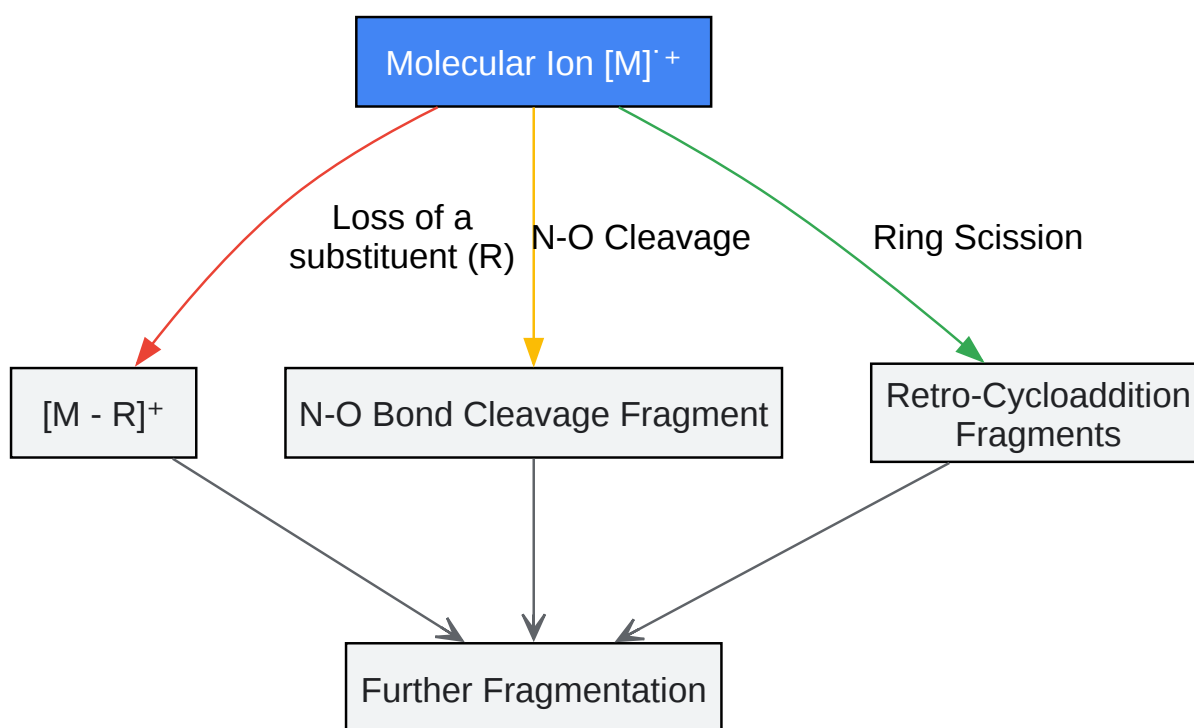 Molecular Ion [M]˙⁺
Loss of a
substituent (R)
N-O Cleavage
Ring Scission
[M - R]⁺
N-O Bond Cleavage Fragment
Retro-Cycloaddition
Fragments
Further Fragmentation